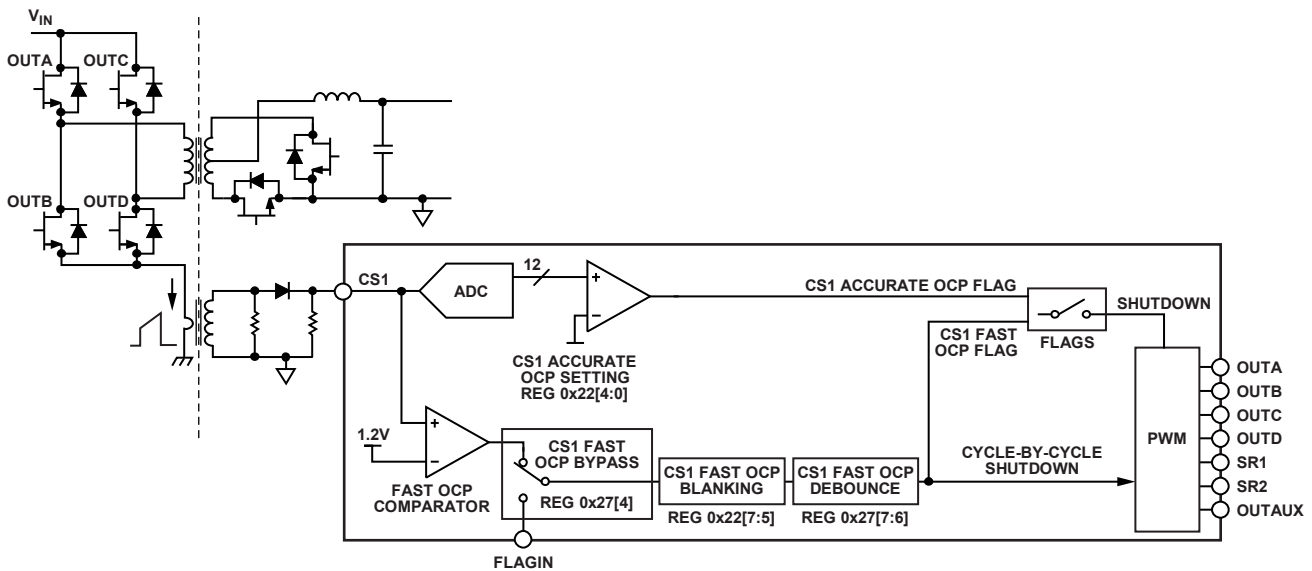 VIN
OUTA
OUTC
OUTB
OUTD
CS1
ADC
12
+
−
CS1 ACCURATE
OCP SETTING
REG 0x22[4:0]
CS1 ACCURATE OCP FLAG
CS1 FAST
OCP FLAG
FLAGS
SHUTDOWN
1.2V
+
−
FAST OCP
COMPARATOR
CS1 FAST
OCP BYPASS
REG 0x27[4]
FLAGIN
CS1 FAST OCP
BLANKING
REG 0x22[7:5]
CS1 FAST OCP
DEBOUNCE
REG 0x27[7:6]
CYCLE-BY-CYCLE
SHUTDOWN
PWM
OUTA
OUTB
OUTC
OUTD
SR1
SR2
OUTAUX